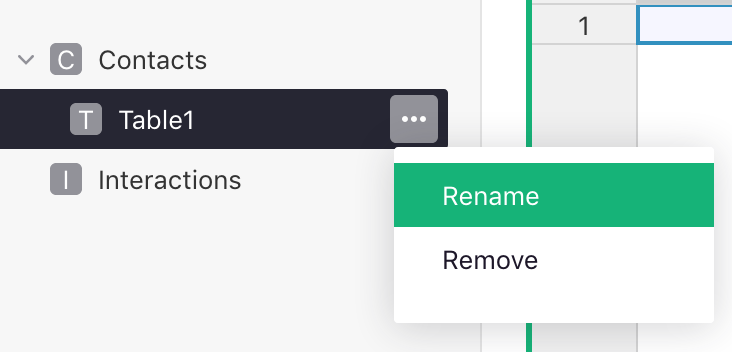 1
C Contacts
T Table1
I Interactions
Rename
Remove